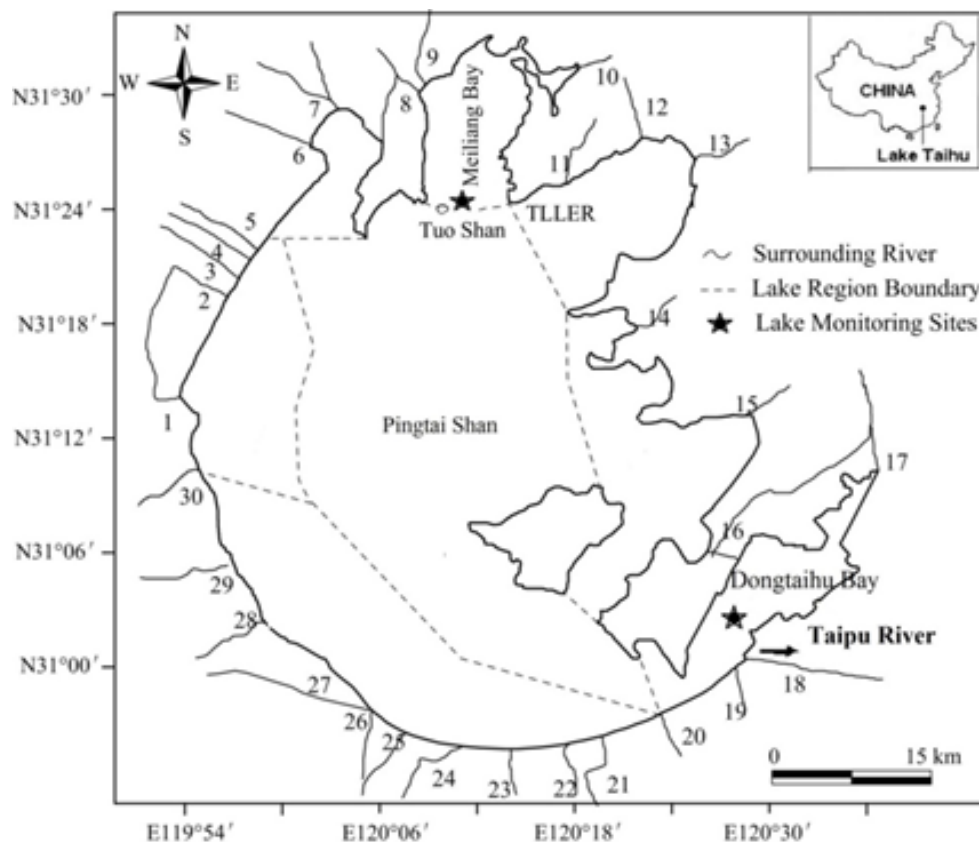 N
W
E
S
N31°30′
N31°24′
N31°18′
N31°12′
N31°06′
N31°00′
9
10
7
8
12
6
Meiliang Bay
11
13
CHINA
Lake Taihu
5
4
3
2
TLLER
Tuo Shan
Surrounding River
Lake Region Boundary
Lake Monitoring Sites
14
1
Pingtai Shan
15
17
30
16
29
Dongtaihu Bay
28
Taipu River
27
18
26
19
25
20
24
23
22
21
0
15 km
E119°54′
E120°06′
E120°18′
E120°30′